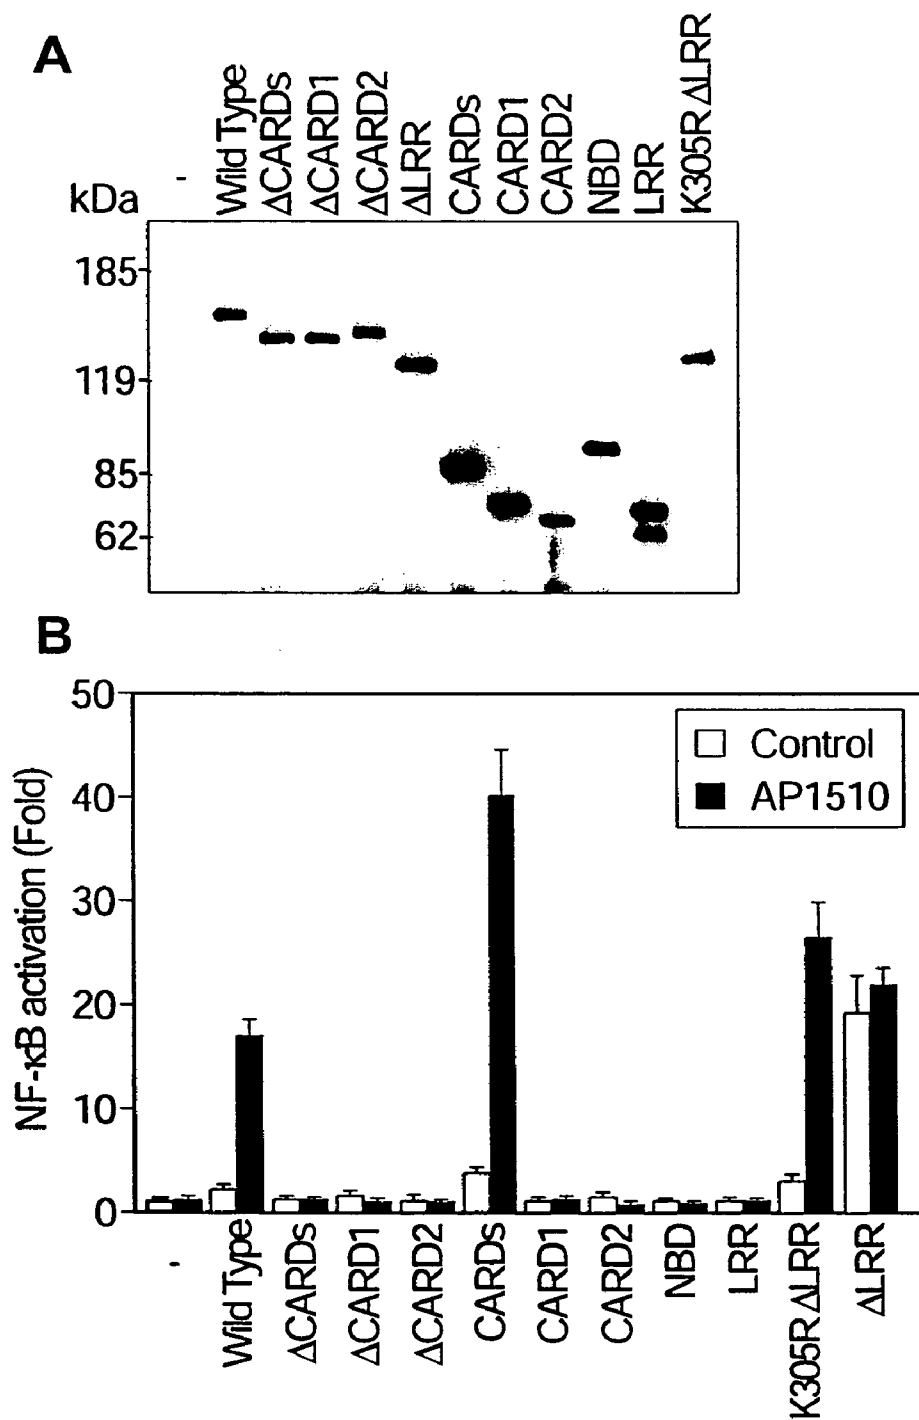 A
- Wild Type ΔCARDs ΔCARD1 ΔCARD2 ΔLRR CARDs CARD1 CARD2 NBD LRR K305R ΔLRR
kDa
185
119
85
62
B
NF-κB activation (Fold)
50
40
30
20
10
0
Control
AP1510
- Wild Type ΔCARDs ΔCARD1 ΔCARD2 CARDs CARD1 CARD2 NBD LRR K305R ΔLRR ΔLRR